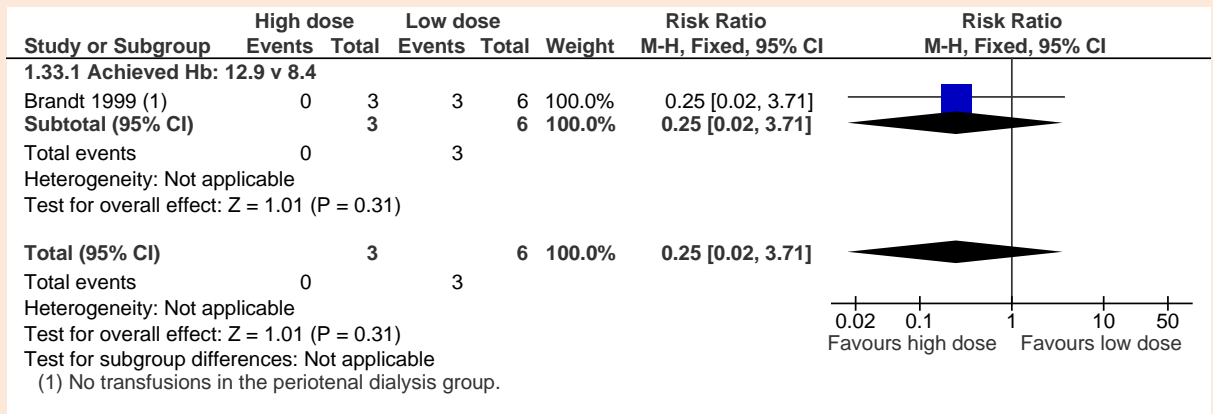 High dose Low dose Risk Ratio Risk Ratio
Study or Subgroup Events Total Events Total Weight M-H, Fixed, 95% CI M-H, Fixed, 95% CI
1.33.1 Achieved Hb: 12.9 v 8.4
Brandt 1999 (1) 0 3 3 6 100.0% 0.25 [0.02, 3.71]
Subtotal (95% CI) 3 6 100.0% 0.25 [0.02, 3.71]
Total events 0 3
Heterogeneity: Not applicable
Test for overall effect: Z = 1.01 (P = 0.31)
Total (95% CI) 3 6 100.0% 0.25 [0.02, 3.71]
Total events 0 3
Heterogeneity: Not applicable
Test for overall effect: Z = 1.01 (P = 0.31)
Test for subgroup differences: Not applicable
0.02 0.1 1 10 50
Favours high dose Favours low dose
(1) No transfusions in the periotenal dialysis group.